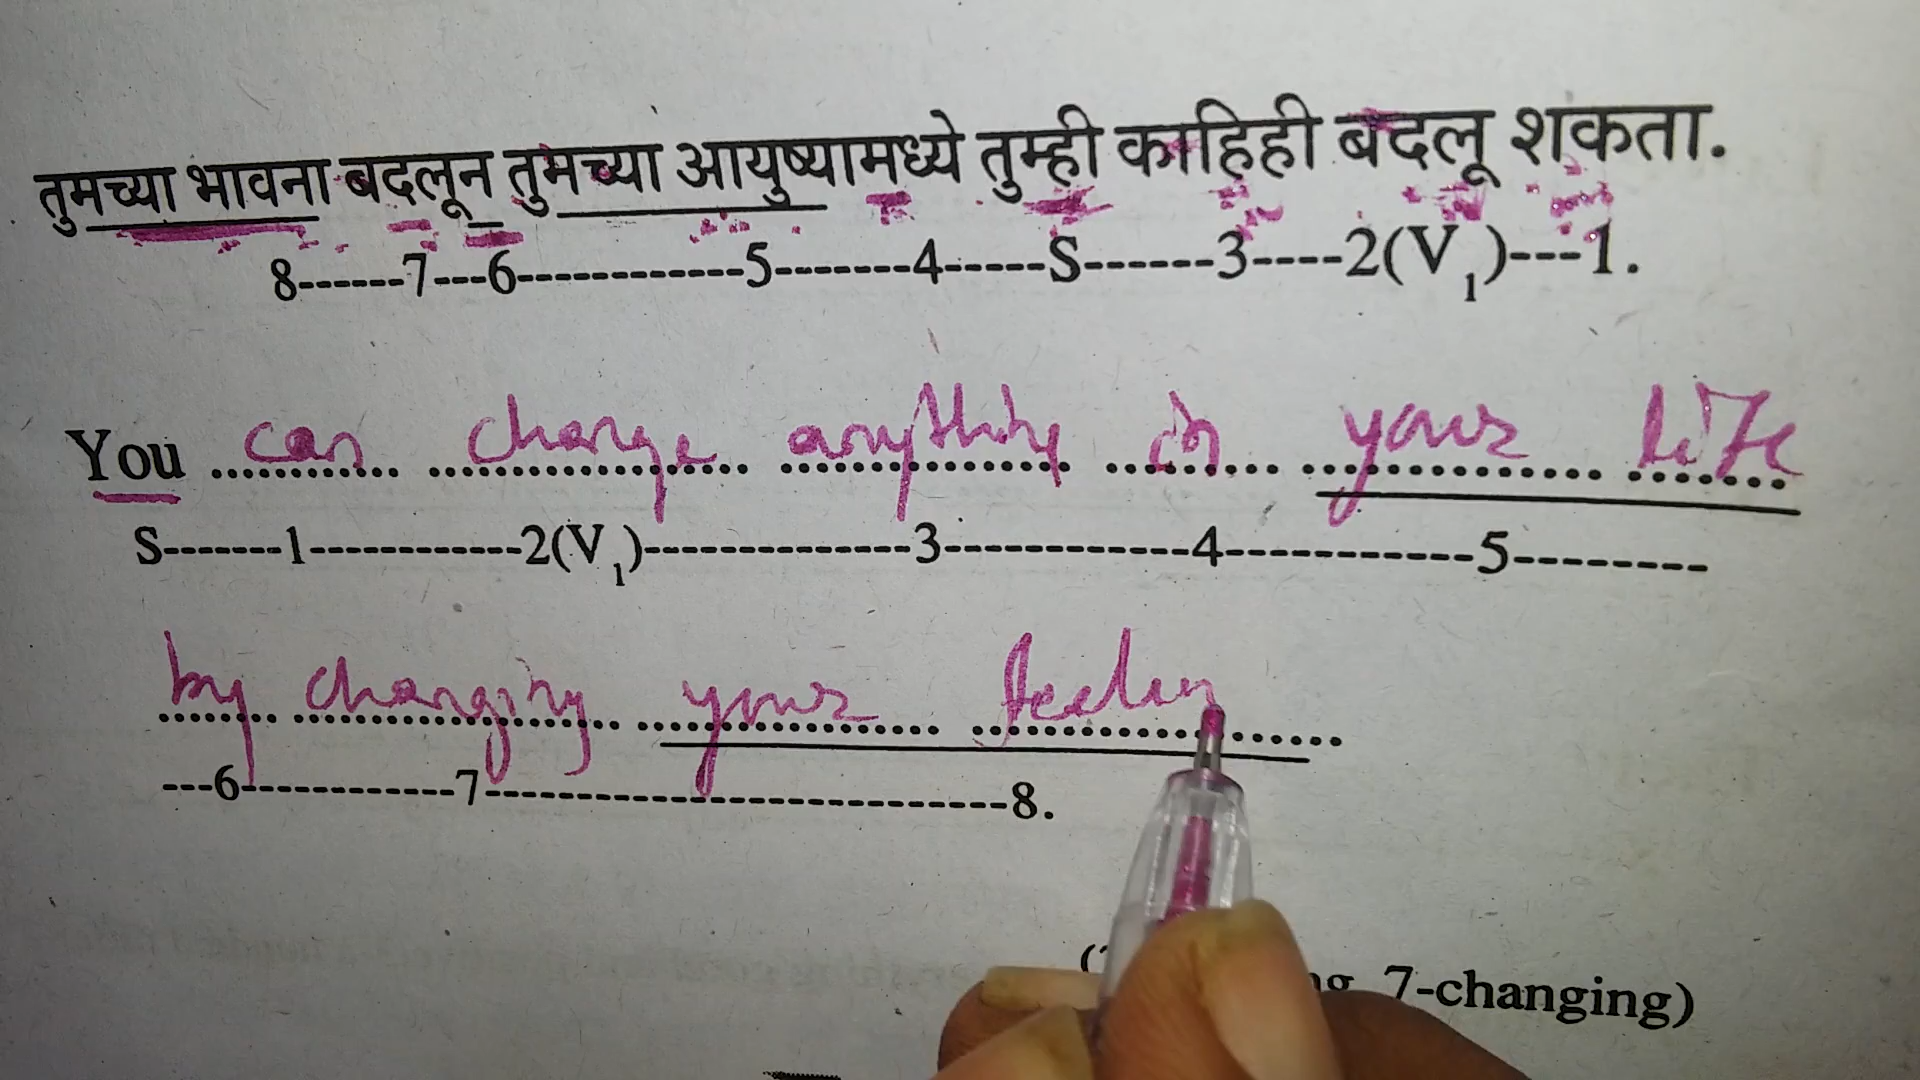 तुमच्या भावना बदलून तुमच्या आयुष्यामध्ये तुम्ही काहिही बदलू शकता.
8------7---6------------5-------4-----S------3----2(V1)---1.
You can change anything in your life
S-------1------------2(V1)--------------3-------------4-------------5---------
by changing your feelin
---6------------7-----------------------------8.
7-changing)